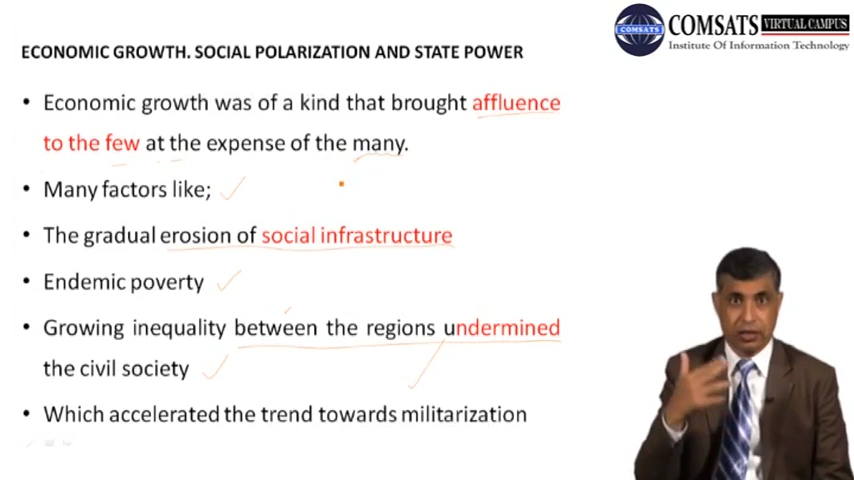 COMSATS VIRTUAL CAMPUS
COMSATS
Institute Of Information Technology
ECONOMIC GROWTH. SOCIAL POLARIZATION AND STATE POWER
• Economic growth was of a kind that brought affluence
to the few at the expense of the many.
• Many factors like;
• The gradual erosion of social infrastructure
• Endemic poverty
• Growing inequality between the regions undermined
the civil society
• Which accelerated the trend towards militarization